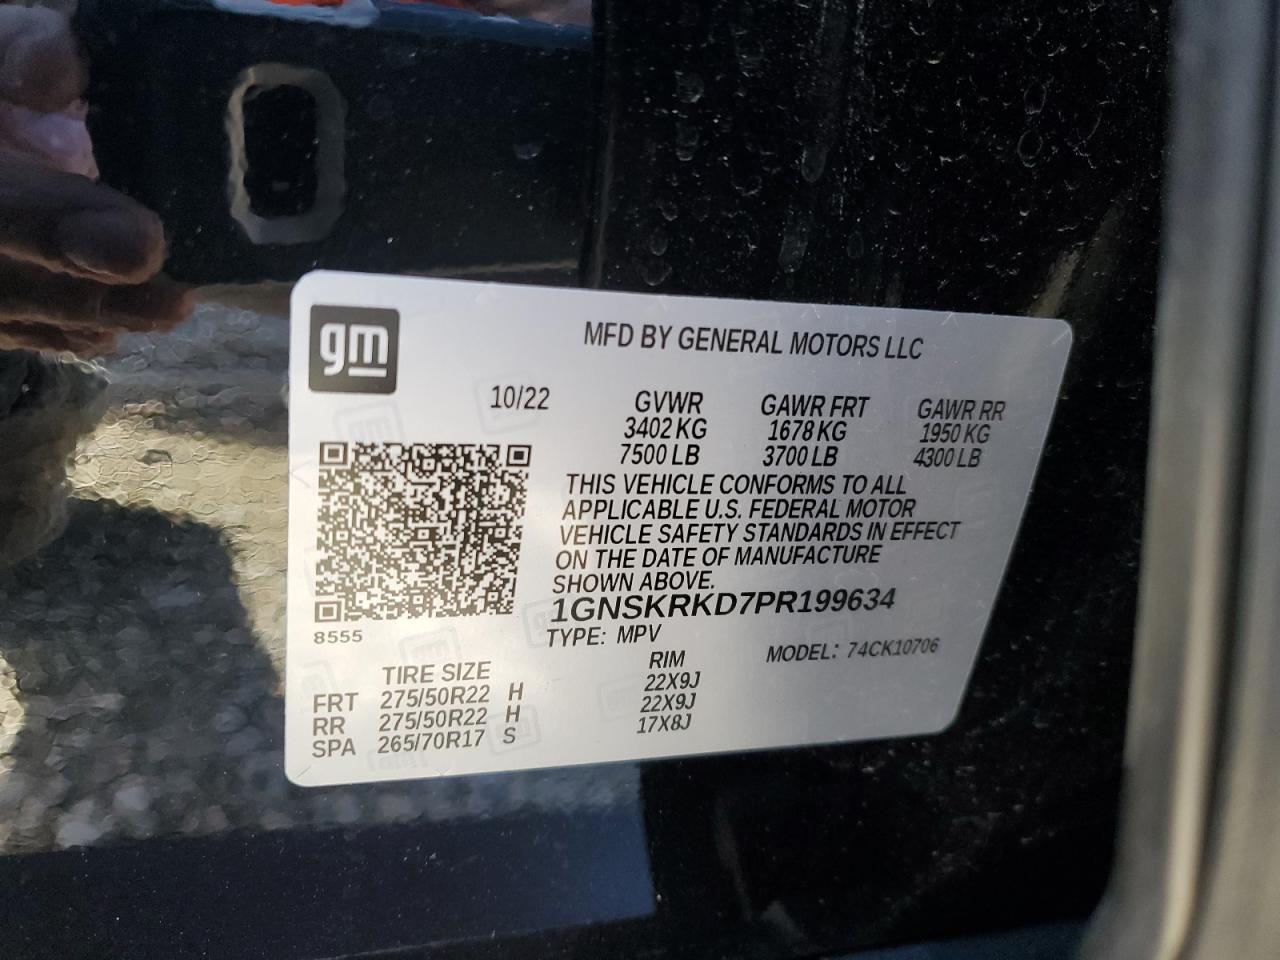 gm
MFD BY GENERAL MOTORS LLC
10/22 GVWR GAWR FRT GAWR RR
3402 KG 1678 KG 1950 KG
7500 LB 3700 LB 4300 LB
THIS VEHICLE CONFORMS TO ALL
APPLICABLE U.S. FEDERAL MOTOR
VEHICLE SAFETY STANDARDS IN EFFECT
ON THE DATE OF MANUFACTURE
SHOWN ABOVE.
1GNSKRKD7PR199634
8555
TYPE: MPV MODEL: 74CK10706
TIRE SIZE RIM
FRT 275/50R22 H 22X9J
RR 275/50R22 H 22X9J
SPA 265/70R17 S 17X8J